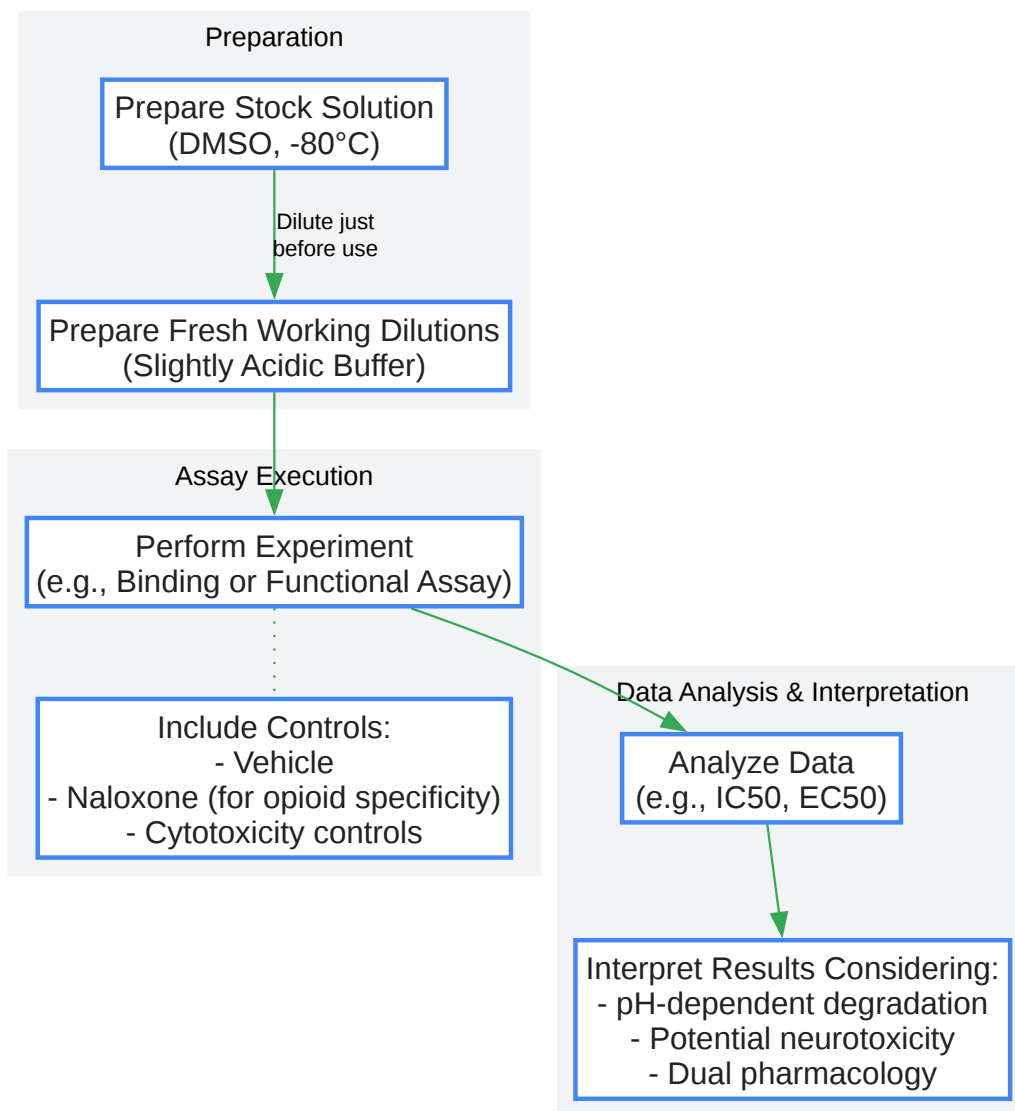 Preparation
Prepare Stock Solution
(DMSO, -80°C)
Dilute just
before use
Prepare Fresh Working Dilutions
(Slightly Acidic Buffer)
Assay Execution
Perform Experiment
(e.g., Binding or Functional Assay)
Include Controls:
- Vehicle
- Naloxone (for opioid specificity)
- Cytotoxicity controls
Data Analysis & Interpretation
Analyze Data
(e.g., IC50, EC50)
Interpret Results Considering:
- pH-dependent degradation
- Potential neurotoxicity
- Dual pharmacology